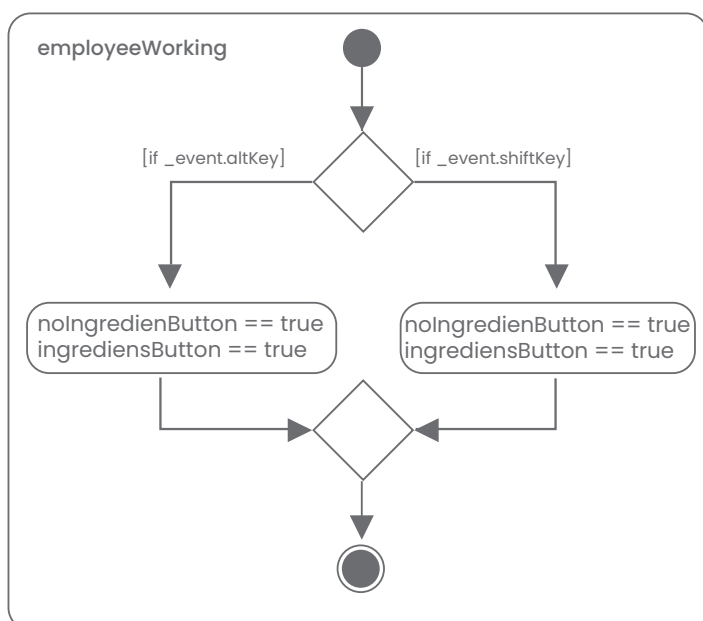 employeeWorking
[if _event.altKey]
[if _event.shiftKey]
noIngredienButton == true
ingrediensButton == true
noIngredienButton == true
ingrediensButton == true